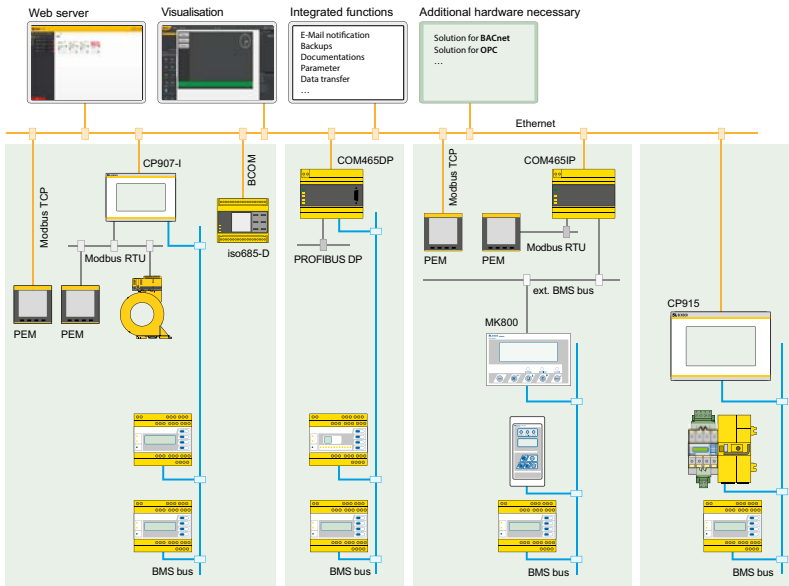 Web server
Visualisation
Integrated functions
Additional hardware necessary
E-Mail notification
Backups
Documentations
Parameter
Data transfer
...
Solution for BACnet
Solution for OPC
...
Ethernet
Modbus TCP
CP907-I
BCOM
COM465DP
Modbus TCP
COM465IP
iso685-D
Modbus RTU
PROFIBUS DP
PEM
PEM
Modbus RTU
ext. BMS bus
PEM
PEM
MK800
CP915
BMS bus
BMS bus
BMS bus
BMS bus